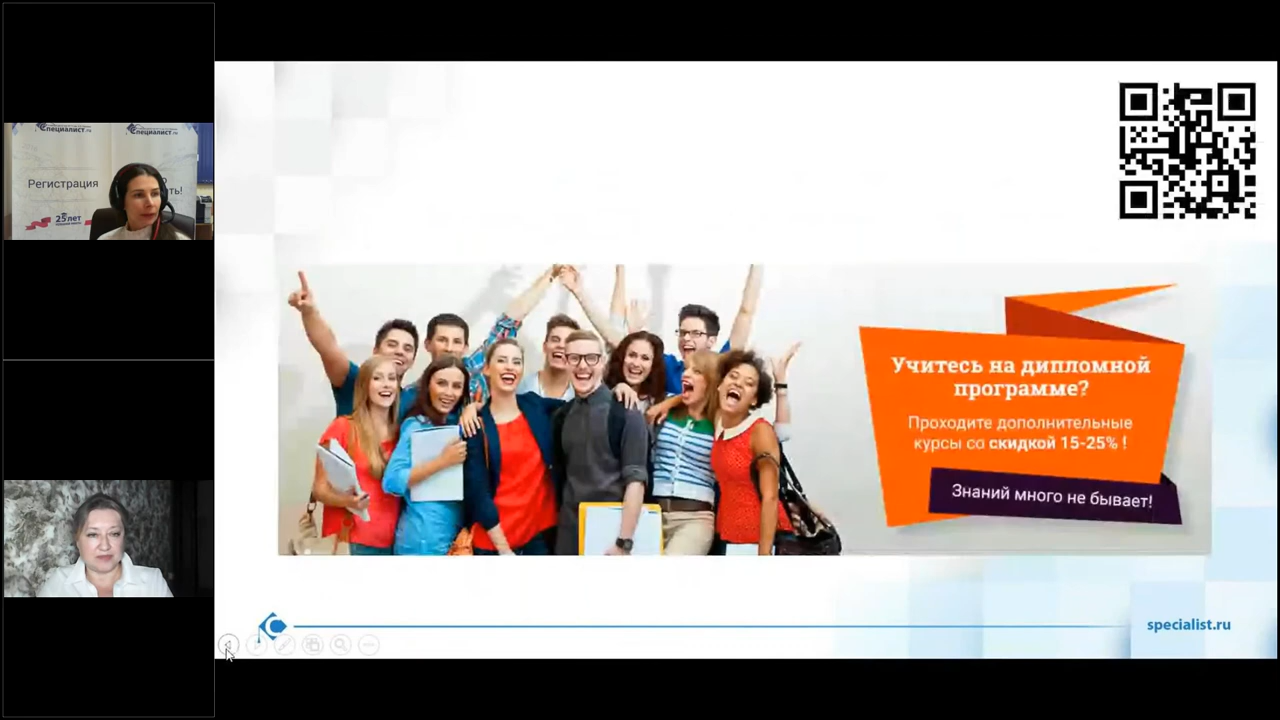 Специалист.ru
Специалист.ru
Регистрация
ть!
25 лет
Учитесь на дипломной
программе?
Проходите дополнительные
курсы со скидкой 15-25% !
Знаний много не бывает!
specialist.ru